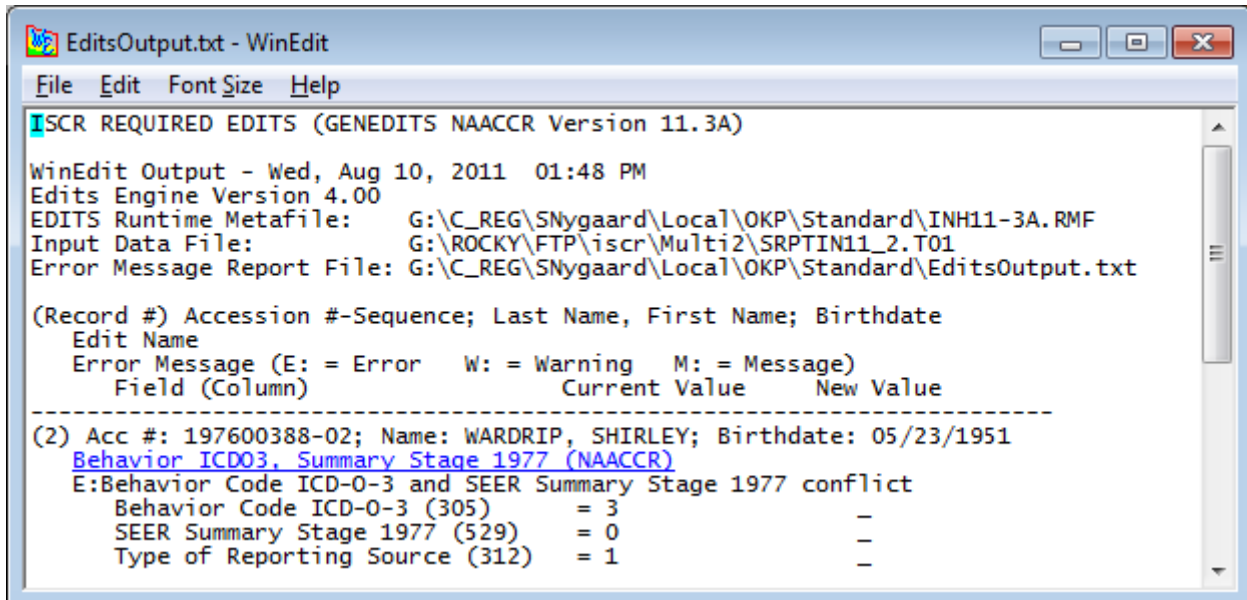 EditsOutput.txt - WinEdit
File Edit Font Size Help
ISCR REQUIRED EDITS (GENEDITS NAACCR Version 11.3A)
WinEdit Output - Wed, Aug 10, 2011 01:48 PM
Edits Engine Version 4.00
EDITS Runtime Metafile: G:\C_REG\SNygaard\Local\OKP\Standard\INH11-3A.RMF
Input Data File: G:\ROCKY\FTP\iscr\Multi2\SRPTIN11_2.T01
Error Message Report File: G:\C_REG\SNygaard\Local\OKP\Standard\EditsOutput.txt
(Record #) Accession #-Sequence; Last Name, First Name; Birthdate
Edit Name
Error Message (E: = Error W: = Warning M: = Message)
Field (Column) Current Value New Value
-------------------------------------------------------------------------
(2) Acc #: 197600388-02; Name: WARDRIP, SHIRLEY; Birthdate: 05/23/1951
Behavior ICDO3, Summary Stage 1977 (NAACCR)
E:Behavior Code ICD-O-3 and SEER Summary Stage 1977 conflict
Behavior Code ICD-O-3 (305) = 3 _
SEER Summary Stage 1977 (529) = 0 _
Type of Reporting Source (312) = 1 _